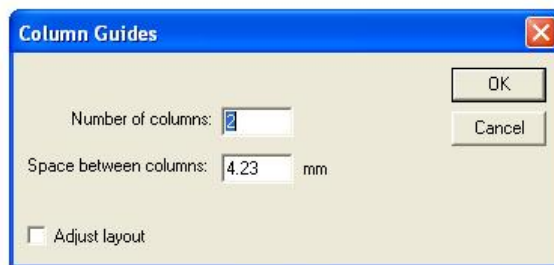 Column Guides
OK
Number of columns: 2
Cancel
Space between columns: 4.23 mm
Adjust layout